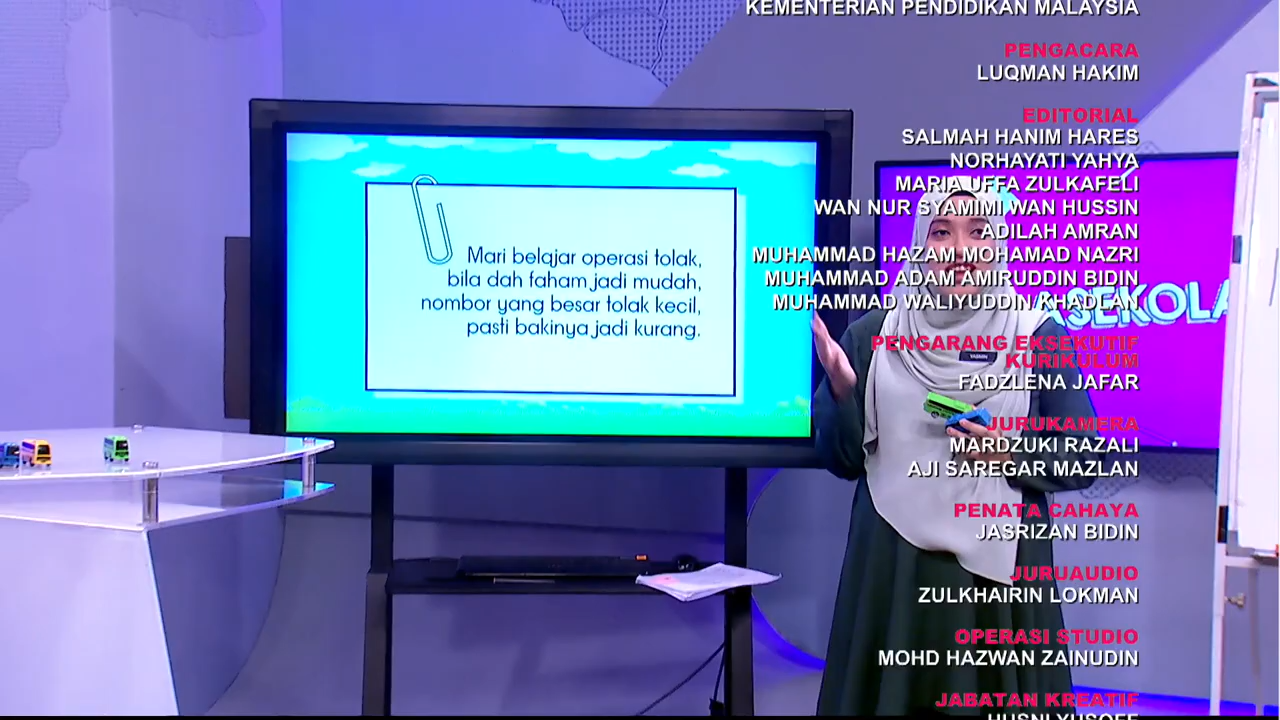 Mari belajar operasi tolak,
bila dah faham jadi mudah,
nombor yang besar tolak kecil,
pasti bakinya jadi kurang.
KEMENTERIAN PENDIDIKAN MALAYSIA
PENGACARA
LUQMAN HAKIM
EDITORIAL
SALMAH HANIM HARES
NORHAYATI YAHYA
MARIA UFFA ZULKAFELI
WAN NUR SYAMIMI WAN HUSSIN
ADILAH AMRAN
MUHAMMAD HAZAM MOHAMAD NAZRI
MUHAMMAD ADAM AMIRUDDIN BIDIN
MUHAMMAD WALIYUDDIN KHADLAN
PENGARANG EKSEKUTIF
KURIKULUM
FADZLENA JAFAR
JURUKAMERA
MARDZUKI RAZALI
AJI SAREGAR MAZLAN
PENATA CAHAYA
JASRIZAN BIDIN
JURUAUDIO
ZULKHAIRIN LOKMAN
OPERASI STUDIO
MOHD HAZWAN ZAINUDIN
JABATAN KREATIF
HUSNI YUSOFF
YASMIN
ASEKOLA